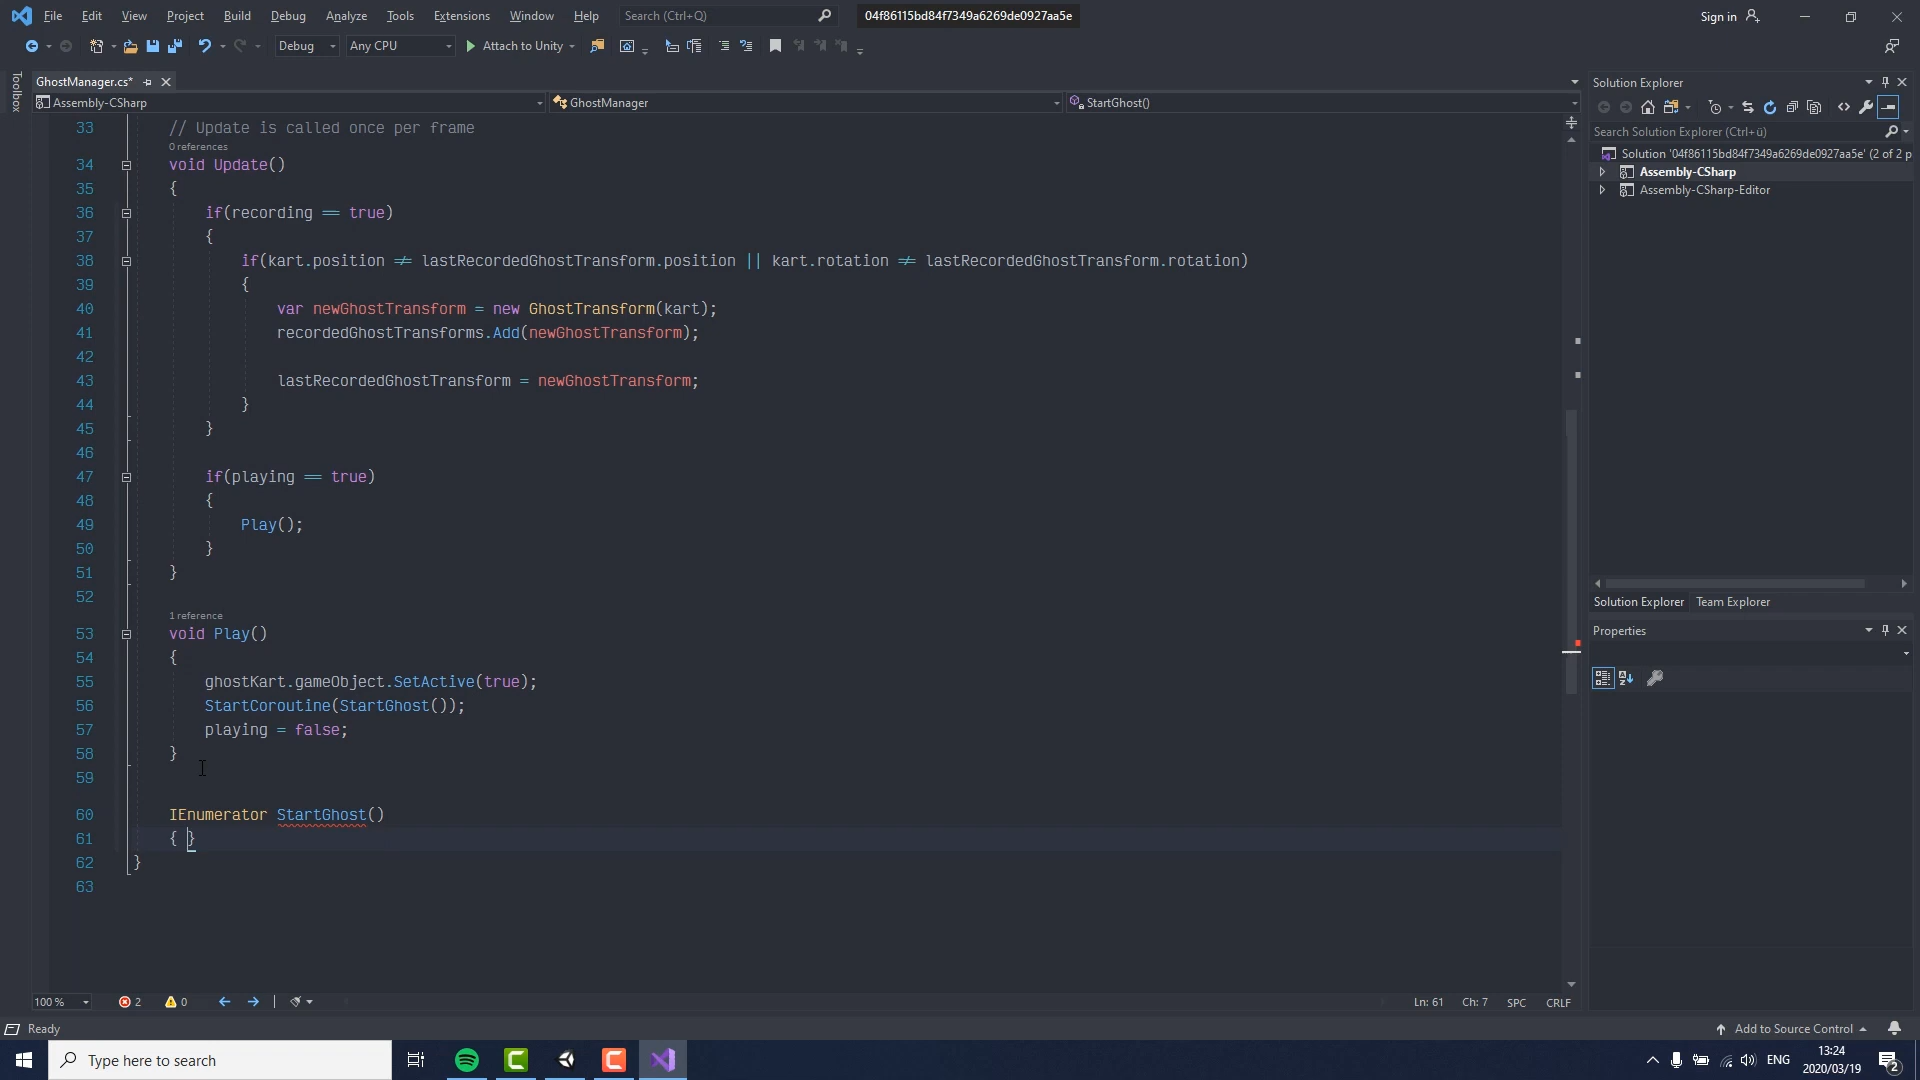 File Edit View Project Build Debug Analyze Tools Extensions Window Help Search (Ctrl+Q) 04f86115bd84f7349a6269de0927aa5e Sign in
Debug Any CPU Attach to Unity
Toolbox
GhostManager.cs*
Assembly-CSharp GhostManager StartGhost()
33 // Update is called once per frame
0 references
34 void Update()
35 {
36 if(recording == true)
37 {
38 if(kart.position != lastRecordedGhostTransform.position || kart.rotation != lastRecordedGhostTransform.rotation)
39 {
40 var newGhostTransform = new GhostTransform(kart);
41 recordedGhostTransforms.Add(newGhostTransform);
42
43 lastRecordedGhostTransform = newGhostTransform;
44 }
45 }
46
47 if(playing == true)
48 {
49 Play();
50 }
51 }
52
1 reference
53 void Play()
54 {
55 ghostKart.gameObject.SetActive(true);
56 StartCoroutine(StartGhost());
57 playing = false;
58 }
59
60 IEnumerator StartGhost()
61 { }
62 }
63
100 % 2 0 Ln: 61 Ch: 7 SPC CRLF
Solution Explorer
Search Solution Explorer (Ctrl+ü)
Solution '04f86115bd84f7349a6269de0927aa5e' (2 of 2 p
Assembly-CSharp
Assembly-CSharp-Editor
Solution Explorer Team Explorer
Properties
Ready Add to Source Control
Type here to search ENG 13:24
2020/03/19 2